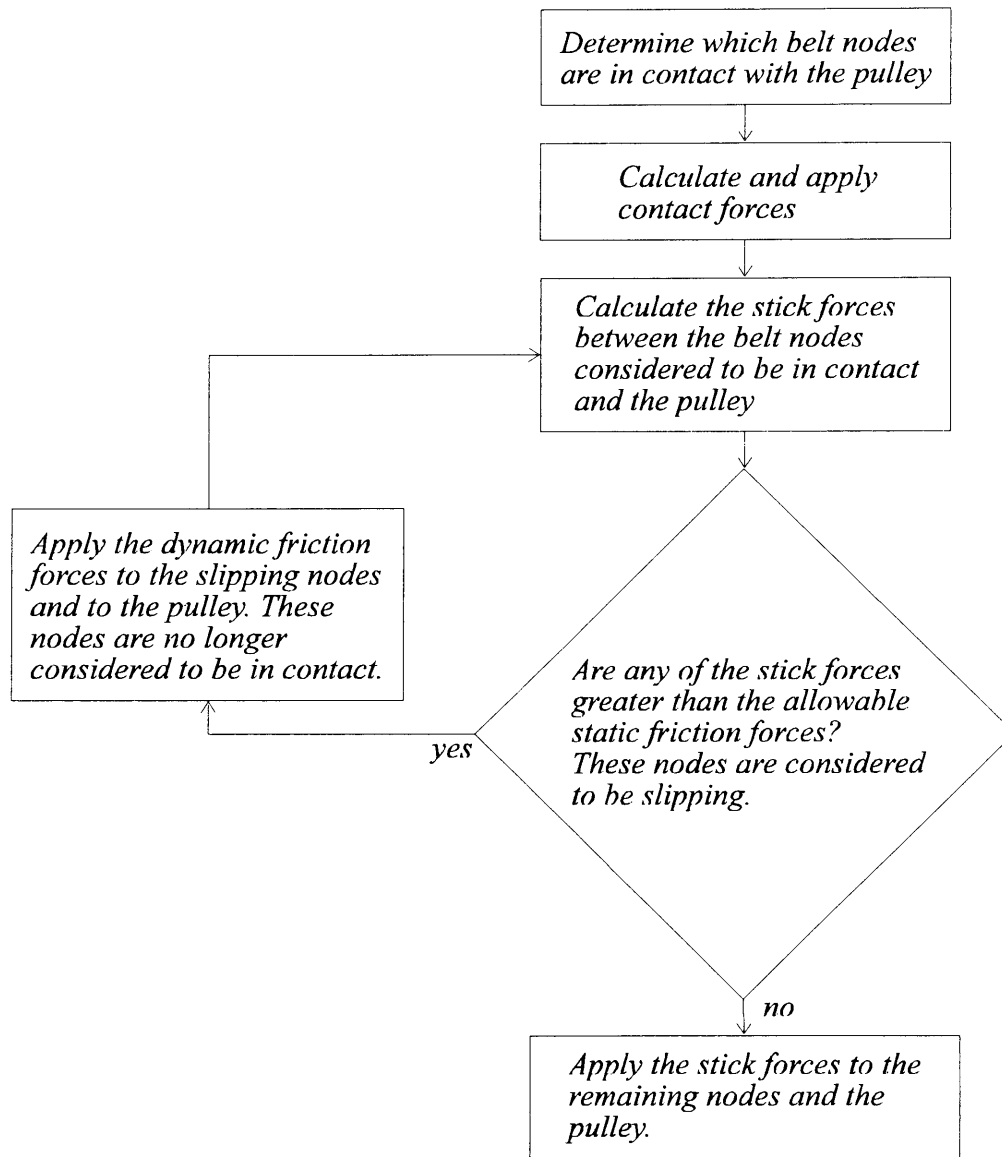 Determine which belt nodes
are in contact with the pulley
Calculate and apply
contact forces
Calculate the stick forces
between the belt nodes
considered to be in contact
and the pulley
Apply the dynamic friction
forces to the slipping nodes
and to the pulley. These
nodes are no longer
considered to be in contact.
Are any of the stick forces
greater than the allowable
static friction forces?
These nodes are considered
to be slipping.
yes
no
Apply the stick forces to the
remaining nodes and the
pulley.